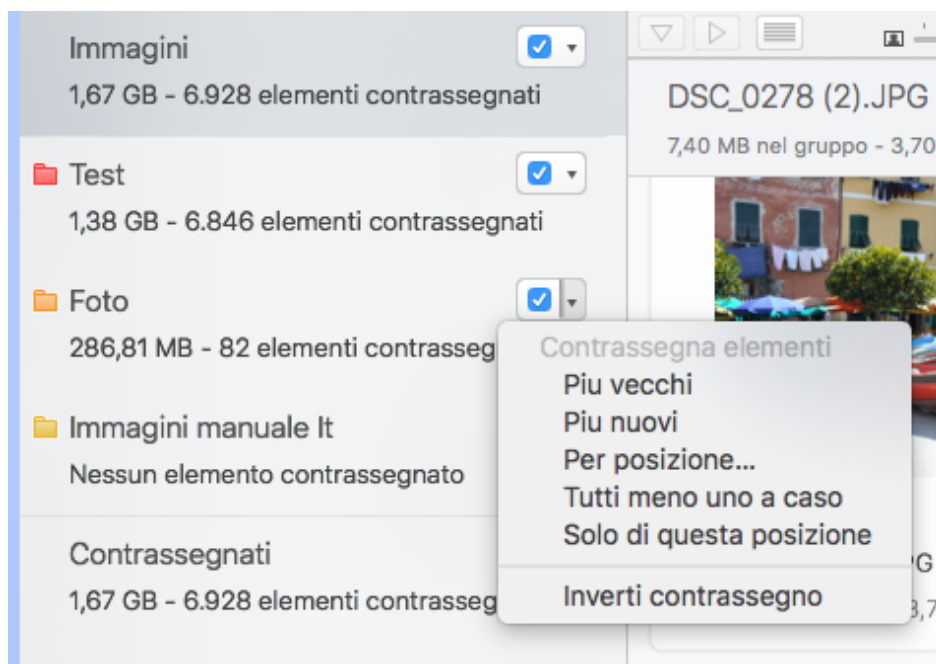 Immagini
1,67 GB - 6.928 elementi contrassegnati
Test
1,38 GB - 6.846 elementi contrassegnati
Foto
286,81 MB - 82 elementi
Immagini manuale It
Nessun elemento contrassegnato
Contrassegnati
1,67 GB - 6.928 elementi
Contrassegna elementi
Piu vecchi
Piu nuovi
Per posizione...
Tutti meno uno a caso
Solo di questa posizione
Inverti contrassegno
DSC_0278 (2).JPG
7,40 MB nel gruppo - 3,70